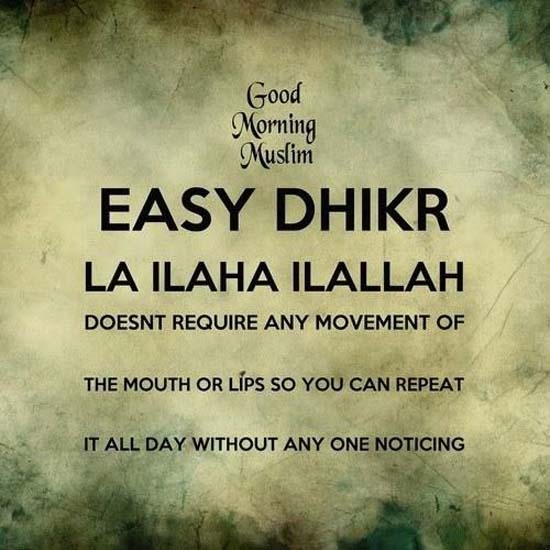 Good
Morning
Muslim
EASY DHIKR
LA ILAHA ILALLAH
DOESNT REQUIRE ANY MOVEMENT OF
THE MOUTH OR LIPS SO YOU CAN REPEAT
IT ALL DAY WITHOUT ANY ONE NOTICING